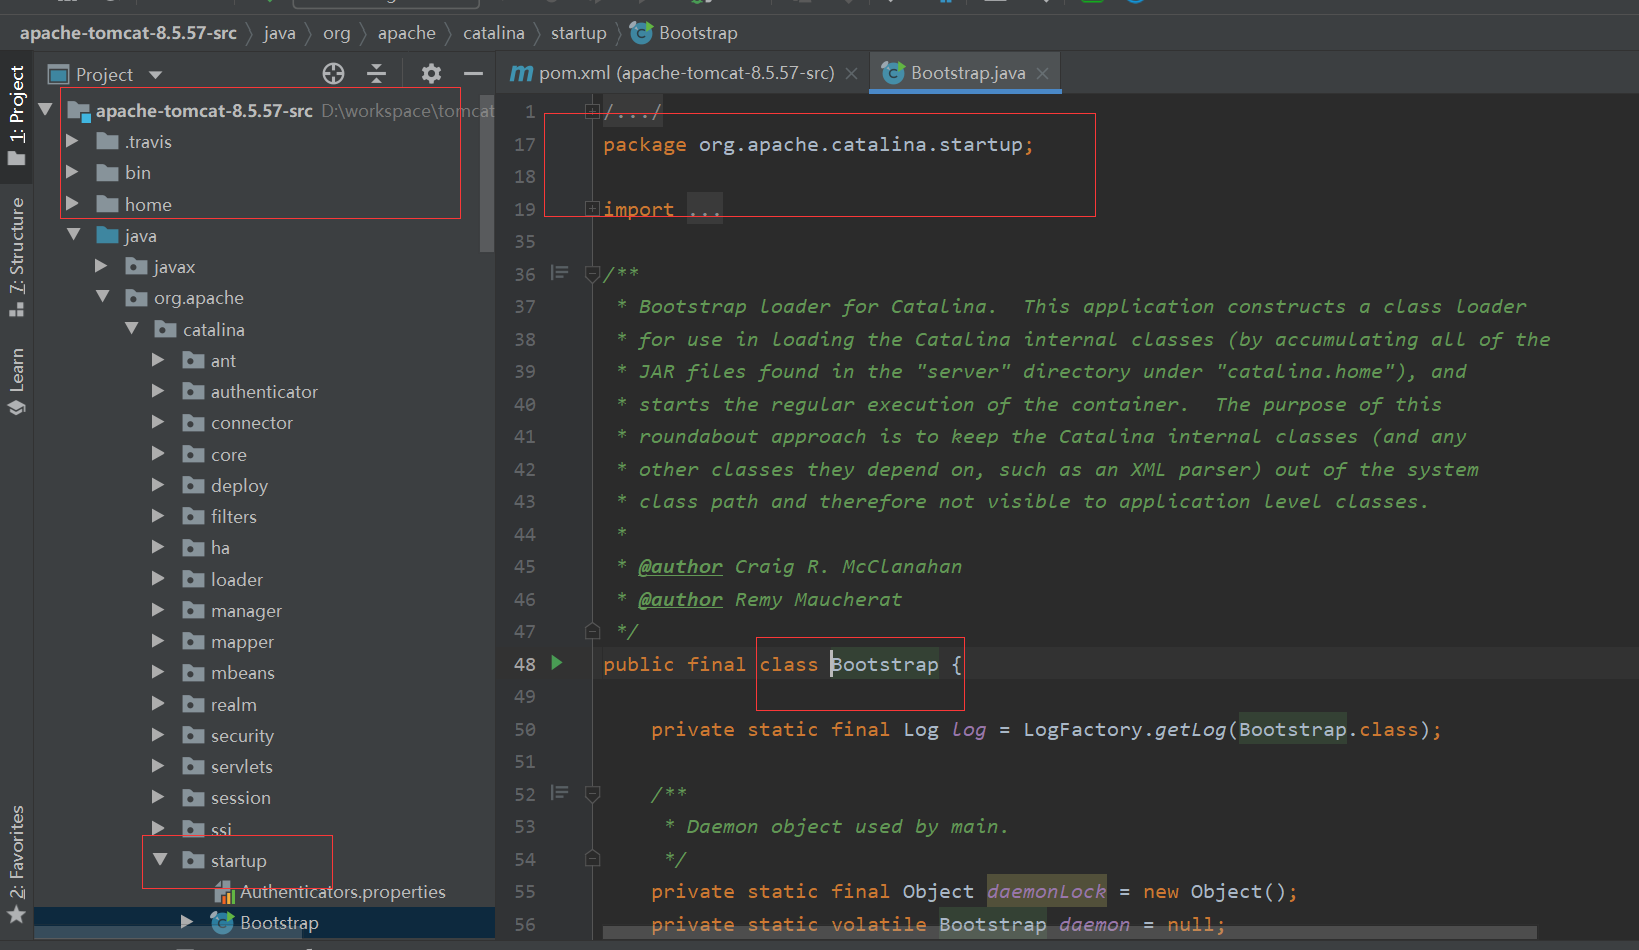 apache-tomcat-8.5.57-src java org apache catalina startup Bootstrap
1: Project
7: Structure
Learn
2: Favorites
Project
apache-tomcat-8.5.57-src D:\workspace\tomcat
.travis
bin
home
java
javax
org.apache
catalina
ant
authenticator
connector
core
deploy
filters
ha
loader
manager
mapper
mbeans
realm
security
servlets
session
ssi
startup
Authenticators.properties
Bootstrap
pom.xml (apache-tomcat-8.5.57-src) Bootstrap.java
1 /.../
17 package org.apache.catalina.startup;
18
19 import ...
35
36 /**
37 * Bootstrap loader for Catalina.  This application constructs a class loader
38 * for use in loading the Catalina internal classes (by accumulating all of the
39 * JAR files found in the "server" directory under "catalina.home"), and
40 * starts the regular execution of the container.  The purpose of this
41 * roundabout approach is to keep the Catalina internal classes (and any
42 * other classes they depend on, such as an XML parser) out of the system
43 * class path and therefore not visible to application level classes.
44 *
45 * @author Craig R. McClanahan
46 * @author Remy Maucherat
47 */
48 public final class Bootstrap {
49
50 private static final Log log = LogFactory.getLog(Bootstrap.class);
51
52 /**
53 * Daemon object used by main.
54 */
55 private static final Object daemonLock = new Object();
56 private static volatile Bootstrap daemon = null;